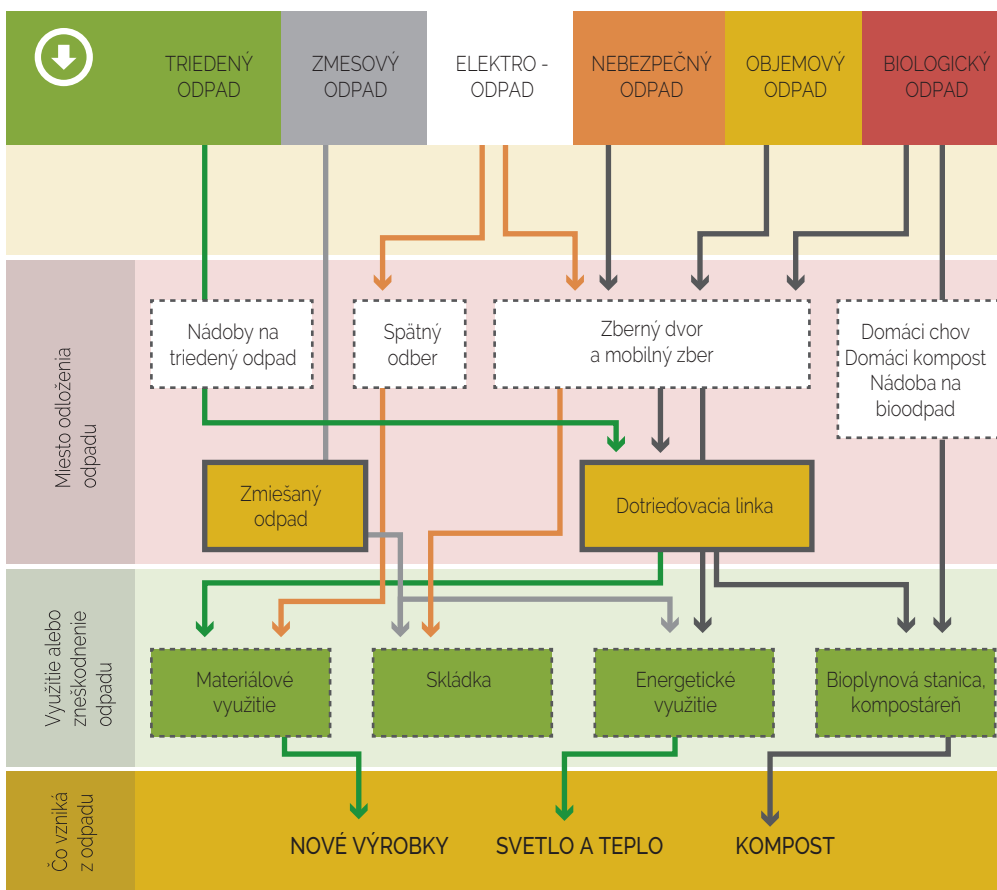 TRIEDENÝ
ODPAD
ZMESOVÝ
ODPAD
ELEKTRO -
ODPAD
NEBEZPEČNÝ
ODPAD
OBJEMOVÝ
ODPAD
BIOLOGICKÝ
ODPAD
Miesto odloženia
odpadu
Nádoby na
triedený odpad
Spätný
odber
Zberný dvor
a mobilný zber
Domáci chov
Domáci kompost
Nádoba na
bioodpad
Zmiešaný
odpad
Dotrieďovacia linka
Využitie alebo
zneškodnenie
odpadu
Materiálové
využitie
Skládka
Energetické
využitie
Bioplynová stanica,
kompostáreň
Čo vzniká
z odpadu
NOVÉ VÝROBKY
SVETLO A TEPLO
KOMPOST